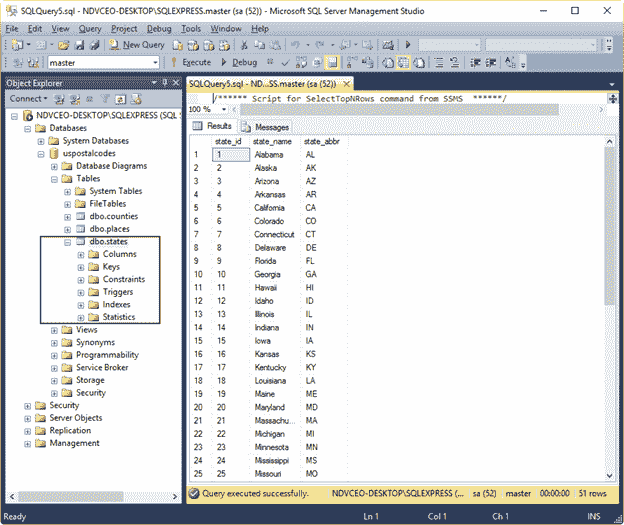 SQLQuery5.sql - NDVCEO-DESKTOP\SQLEXPRESS.master (sa (52)) - Microsoft SQL Server Management Studio
File Edit View Query Project Debug Tools Window Help
New Query
master Execute Debug
Object Explorer
Connect
NDVCEO-DESKTOP\SQLEXPRESS (SQL S
Databases
System Databases
uspostalcodes
Database Diagrams
Tables
System Tables
FileTables
dbo.counties
dbo.places
dbo.states
Columns
Keys
Constraints
Triggers
Indexes
Statistics
Views
Synonyms
Programmability
Service Broker
Storage
Security
Security
Server Objects
Replication
Management
SQLQuery5.sql - ND...SS.master (sa (52))
/****** Script for SelectTopNRows command from SSMS ******/
100 %
Results Messages
state_id state_name state_abbr
1 1 Alabama AL
2 2 Alaska AK
3 3 Arizona AZ
4 4 Arkansas AR
5 5 California CA
6 6 Colorado CO
7 7 Connecticut CT
8 8 Delaware DE
9 9 Florida FL
10 10 Georgia GA
11 11 Hawaii HI
12 12 Idaho ID
13 13 Illinois IL
14 14 Indiana IN
15 15 Iowa IA
16 16 Kansas KS
17 17 Kentucky KY
18 18 Louisiana LA
19 19 Maine ME
20 20 Maryland MD
21 21 Massachu... MA
22 22 Michigan MI
23 23 Minnesota MN
24 24 Mississippi MS
25 25 Missouri MO
Query executed successfully. NDVCEO-DESKTOP\SQLEXPRESS (... sa (52) master 00:00:00 51 rows
Ready Ln 1 Col 1 Ch 1 INS